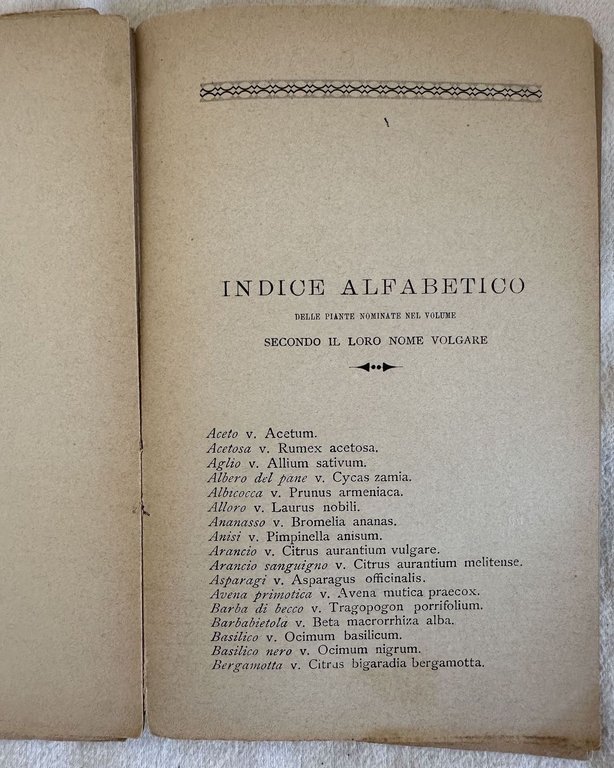 INDICE ALFABETICO
DELLE PIANTE NOMINATE NEL VOLUME
SECONDO IL LORO NOME VOLGARE
Aceto v. Acetum.
Acetosa v. Rumex acetosa.
Aglio v. Allium sativum.
Albero del pane v. Cycas zamia.
Albicocca v. Prunus armeniaca.
Alloro v. Laurus nobili.
Ananasso v. Bromelia ananas.
Anisi v. Pimpinella anisum.
Arancio v. Citrus aurantium vulgare.
Arancio sanguigno v. Citrus aurantium melitense.
Asparagi v. Asparagus officinalis.
Avena primotica v. Avena mutica praecox.
Barba di becco v. Tragopogon porrifolium.
Barbabietola v. Beta macrorrhiza alba.
Basilico v. Ocimum basilicum.
Basilico nero v. Ocimum nigrum.
Bergamotta v. Citrus bigaradia bergamotta.